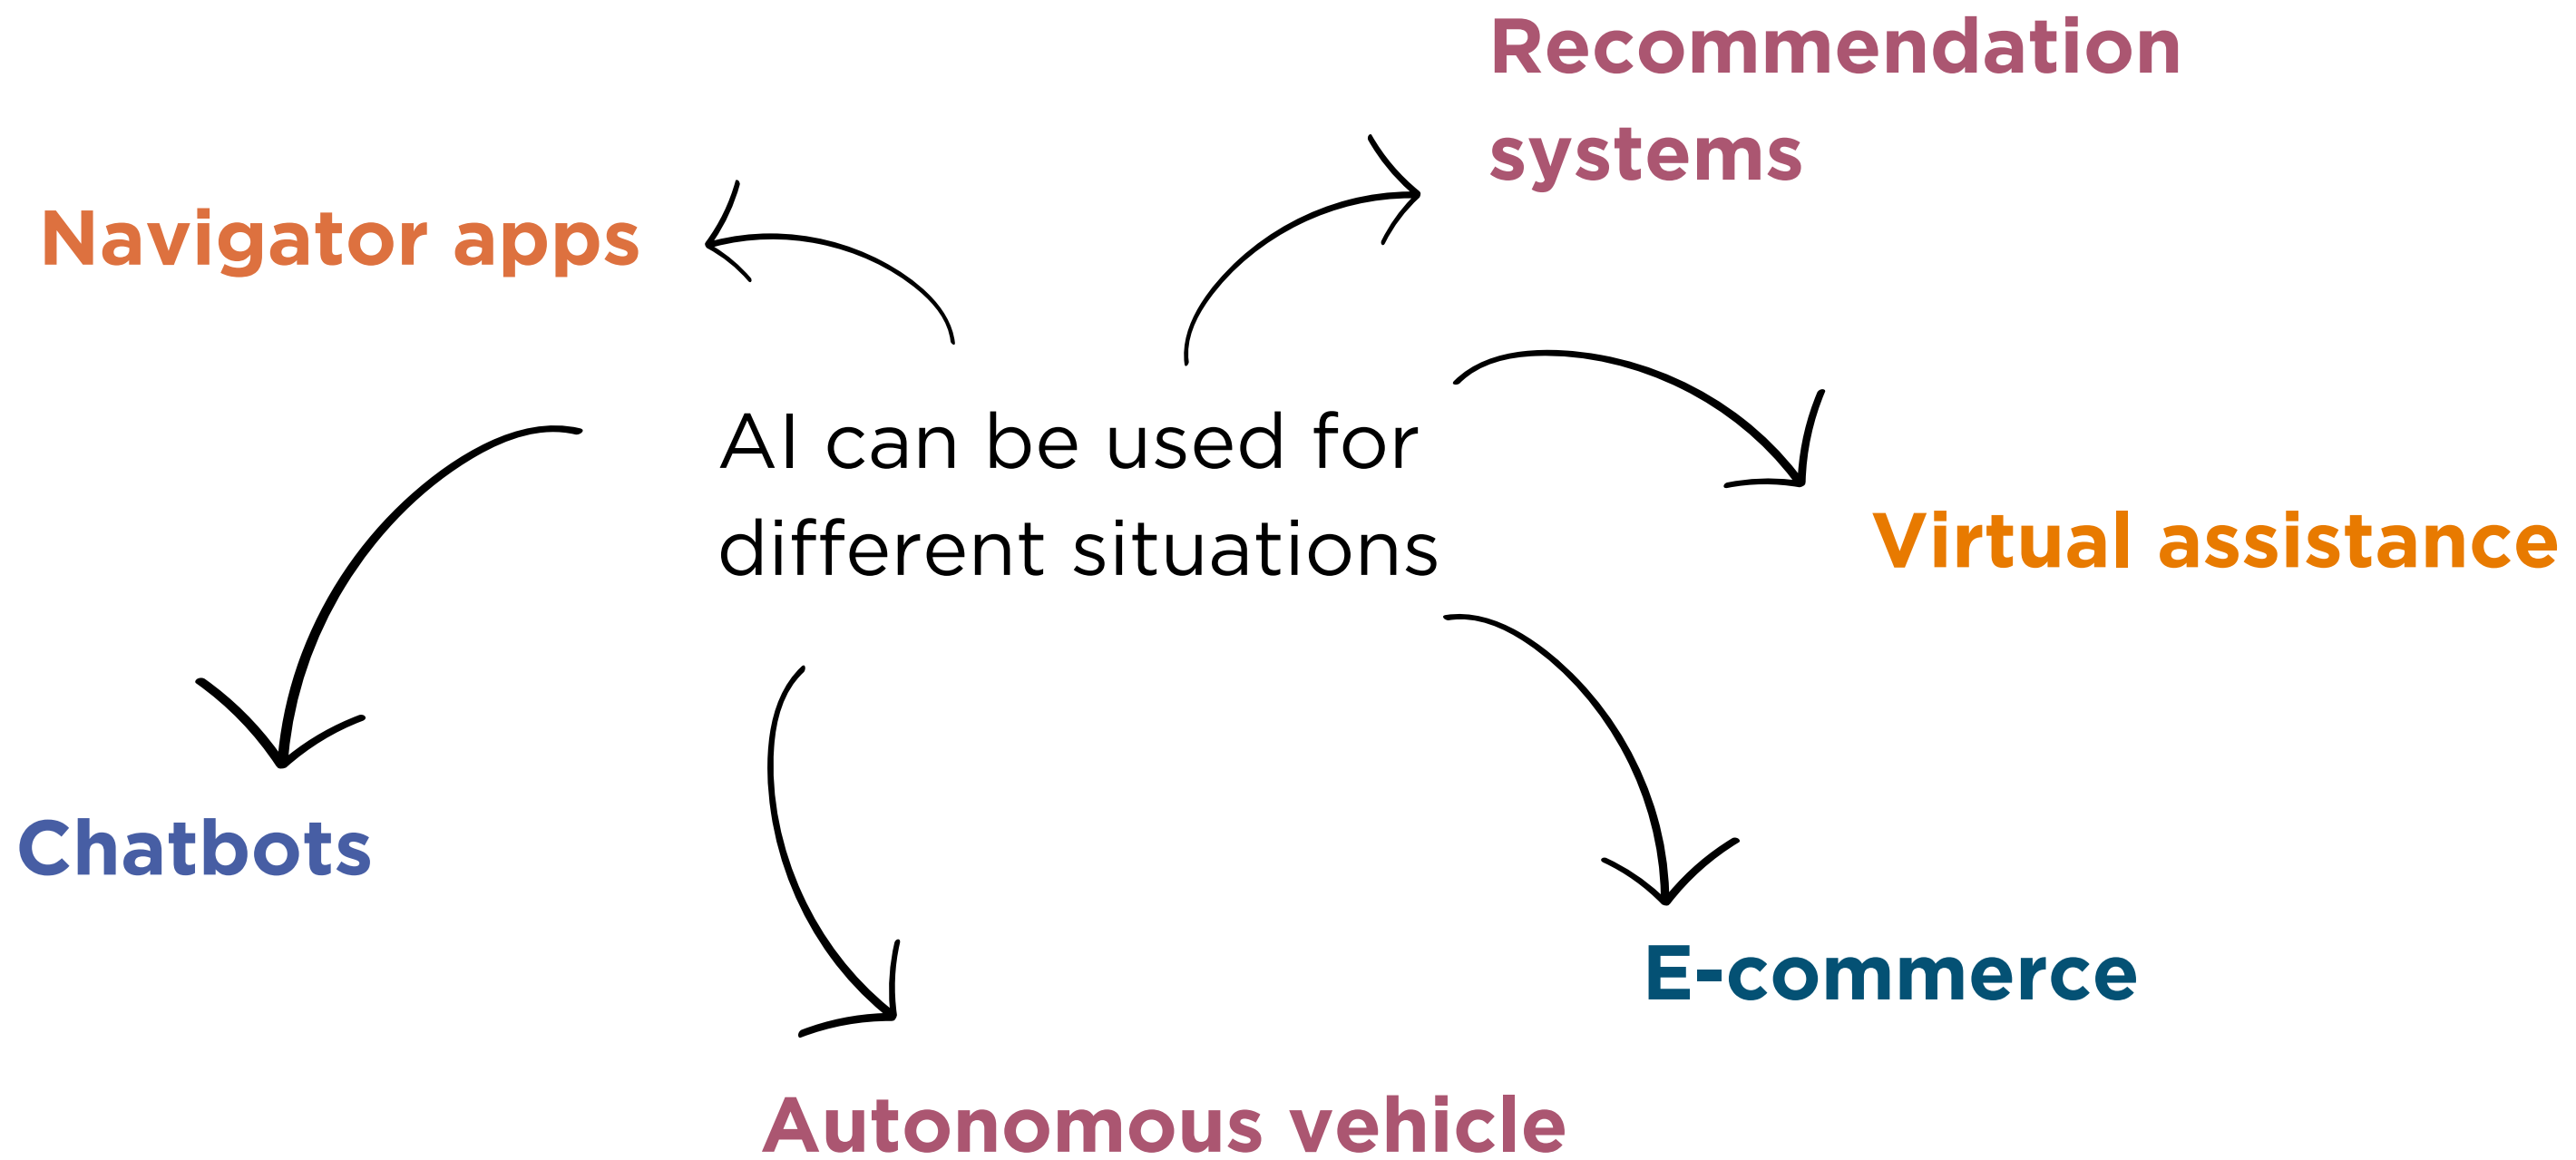 Recommendation
systems
Navigator apps
AI can be used for
different situations
Virtual assistance
Chatbots
E-commerce
Autonomous vehicle